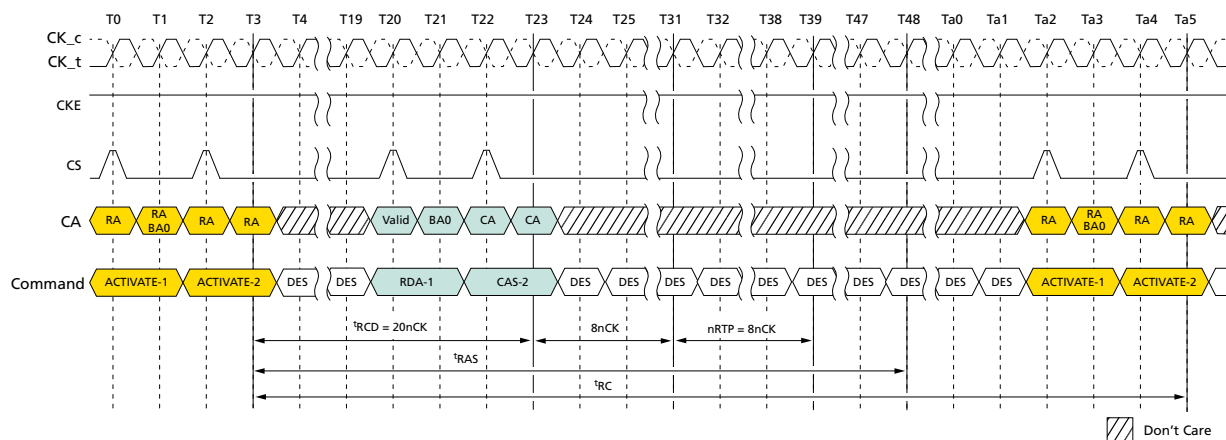 T0 T1 T2 T3 T4 T19 T20 T21 T22 T23 T24 T25 T31 T32 T38 T39 T47 T48 Ta0 Ta1 Ta2 Ta3 Ta4 Ta5
CK_c
CK_t
CKE
CS
CA RA RA BA0 RA RA Valid BA0 CA CA RA RA BA0 RA RA
Command ACTIVATE-1 ACTIVATE-2 DES DES RDA-1 CAS-2 DES DES DES DES DES DES DES DES DES DES ACTIVATE-1 ACTIVATE-2
tRCD = 20nCK 8nCK nRTP = 8nCK
tRAS
tRC
Don't Care